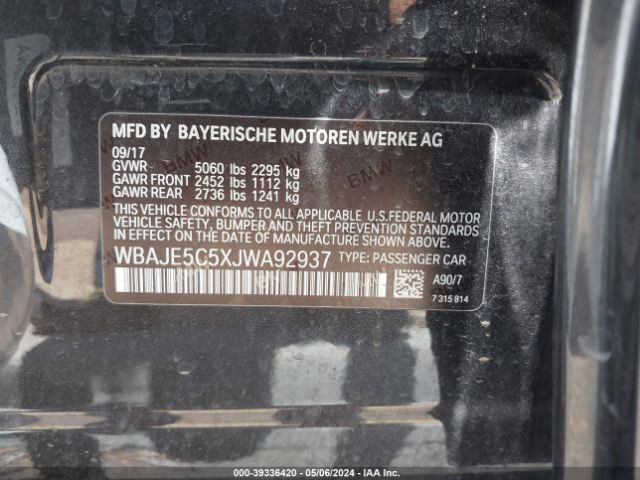 MFD BY BAYERISCHE MOTOREN WERKE AG
09/17
GVWR 5060 lbs 2295 kg
GAWR FRONT 2452 lbs 1112 kg
GAWR REAR 2736 lbs 1241 kg
THIS VEHICLE CONFORMS TO ALL APPLICABLE U.S.FEDERAL MOTOR
VEHICLE SAFETY, BUMPER, AND THEFT PREVENTION STANDARDS
IN EFFECT ON THE DATE OF MANUFACTURE SHOWN ABOVE.
WBAJE5C5XJWA92937 TYPE: PASSENGER CAR
A90/7
7 315 814
000-39336420 - 05/06/2024 - IAA Inc.